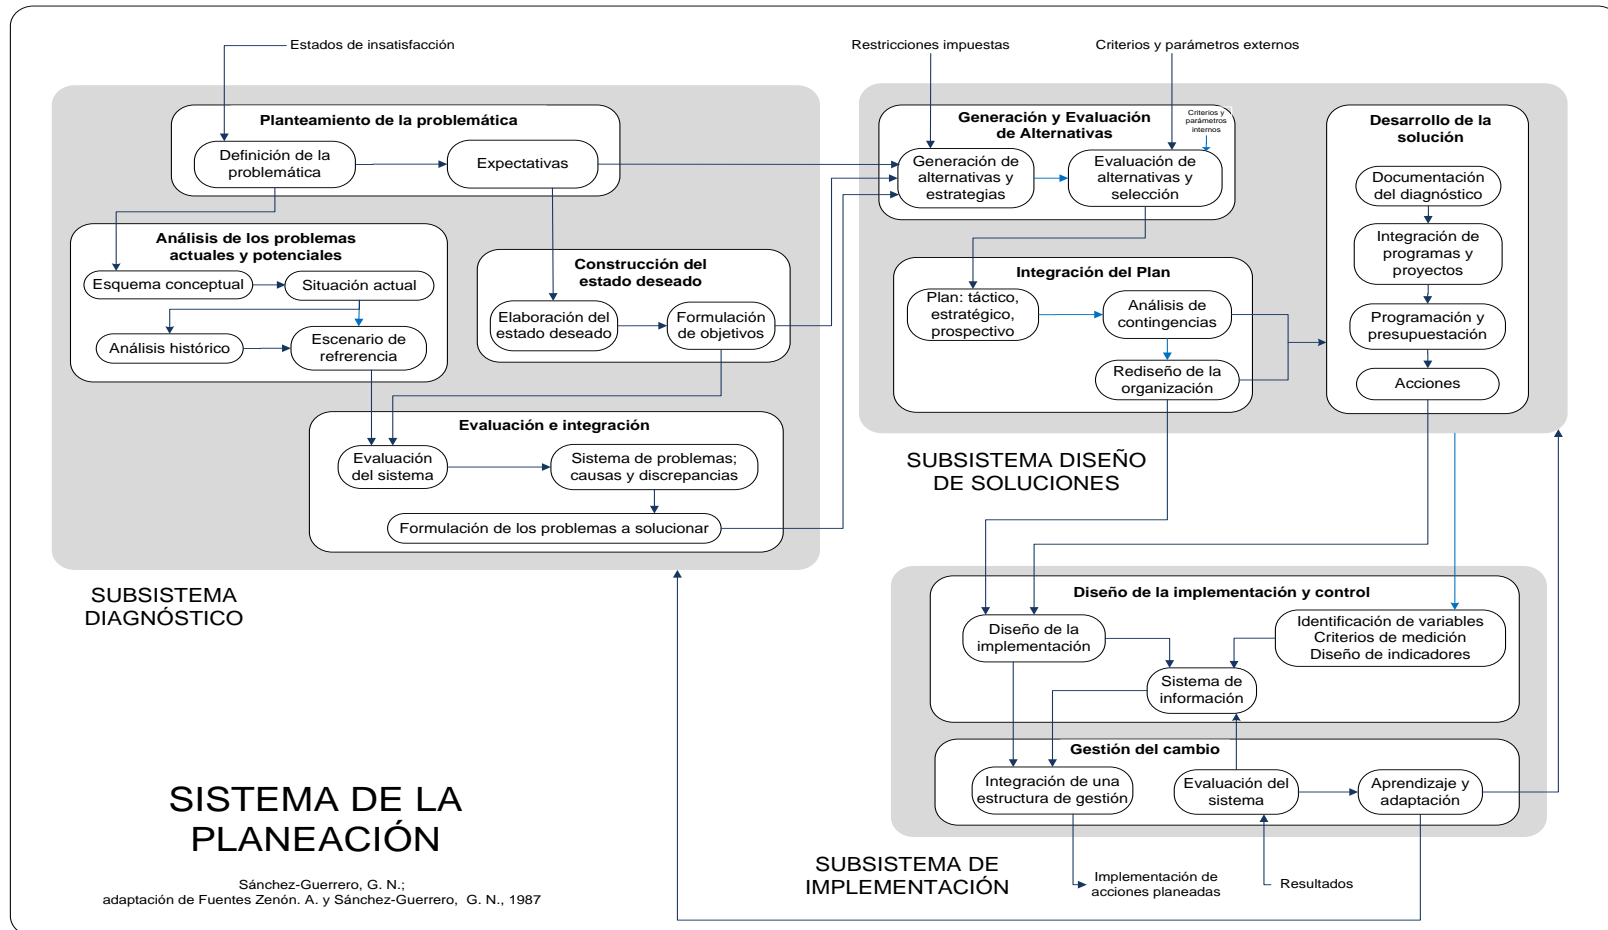 Estados de insatisfacción
Restricciones impuestas
Criterios y parámetros externos
Planteamiento de la problemática
Definición de la
problemática
Expectativas
Análisis de los problemas
actuales y potenciales
Esquema conceptual
Situación actual
Análisis histórico
Escenario de
refrerencia
Construcción del
estado deseado
Elaboración del
estado deseado
Formulación
de objetivos
Evaluación e integración
Evaluación
del sistema
Sistema de problemas;
causas y discrepancias
Formulación de los problemas a solucionar
SUBSISTEMA
DIAGNÓSTICO
Generación y Evaluación
de Alternativas
Criterios y
parámetros
internos
Generación de
alternativas y
estrategias
Evaluación de
alternativas y
selección
Integración del Plan
Plan: táctico,
estratégico,
prospectivo
Análisis de
contingencias
Rediseño de la
organización
Desarrollo de la
solución
Documentación
del diagnóstico
Integración de
programas y
proyectos
Programación y
presupuestación
Acciones
SUBSISTEMA DISEÑO
DE SOLUCIONES
Diseño de la implementación y control
Diseño de la
implementación
Identificación de variables
Criterios de medición
Diseño de indicadores
Sistema de
información
Gestión del cambio
Integración de una
estructura de gestión
Evaluación del
sistema
Aprendizaje y
adaptación
SUBSISTEMA DE
IMPLEMENTACIÓN
Implementación de
acciones planeadas
Resultados
SISTEMA DE LA
PLANEACIÓN
Sánchez-Guerrero, G. N.;
adaptación de Fuentes Zenón. A. y Sánchez-Guerrero, G. N., 1987